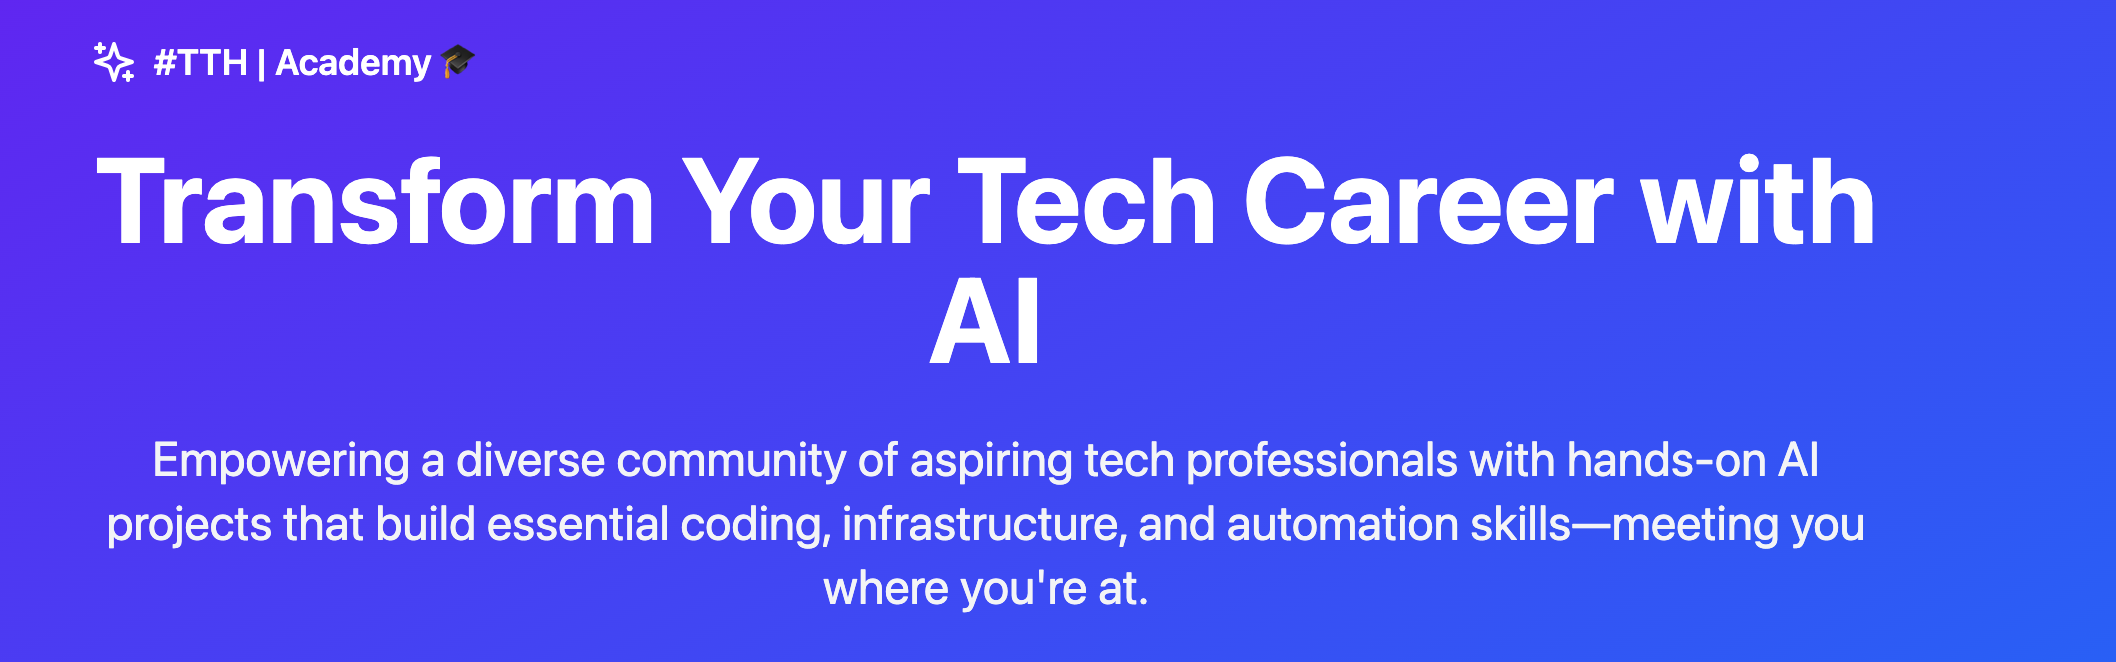 #TTH | Academy 🎓
Transform Your Tech Career with
AI
Empowering a diverse community of aspiring tech professionals with hands-on AI
projects that build essential coding, infrastructure, and automation skills—meeting you
where you're at.